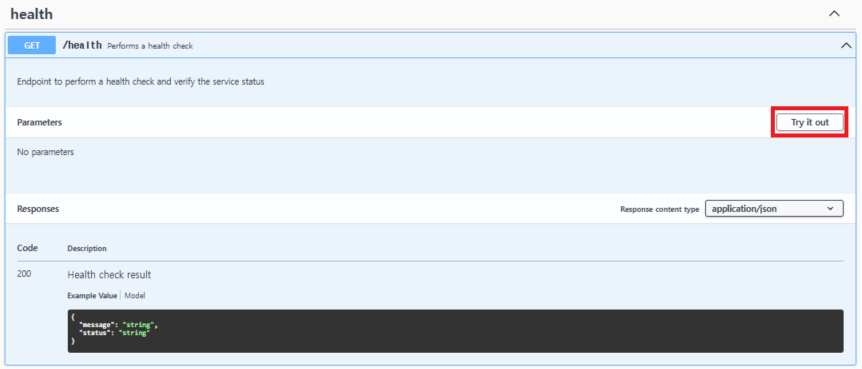 health
GET /health Performs a health check
Endpoint to perform a health check and verify the service status
Parameters Try it out
No parameters
Responses Response content type application/json
Code Description
200 Health check result
Example Value Model
{
"message": "string",
"status": "string"
}